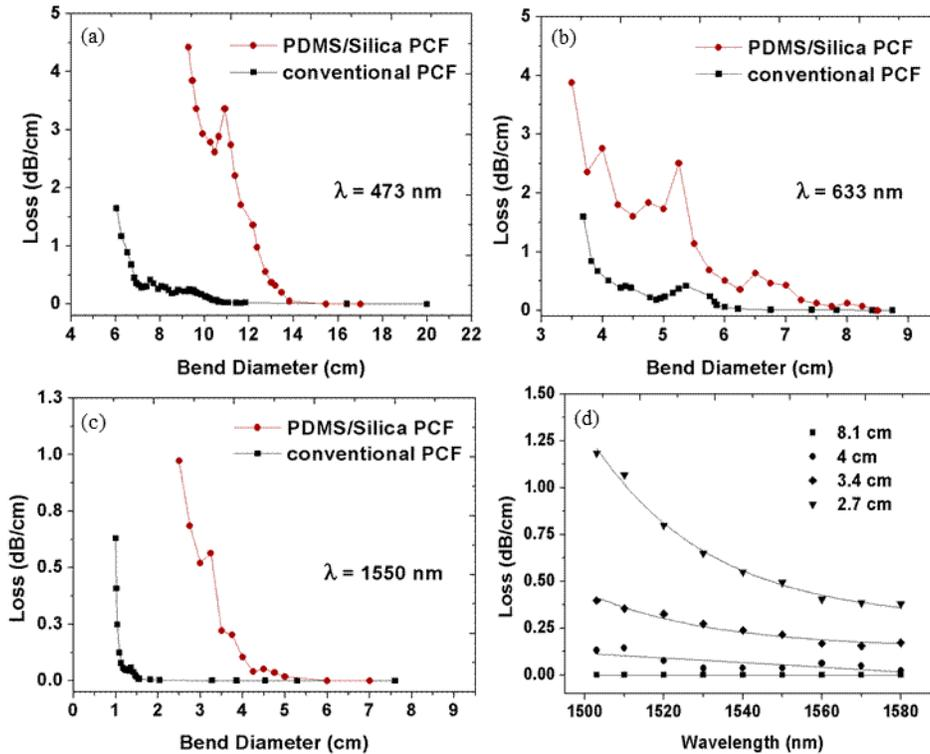 (a)
PDMS/Silica PCF
conventional PCF
λ = 473 nm
Loss (dB/cm)
5
4
3
2
1
0
4 6 8 10 12 14 16 18 20 22
Bend Diameter (cm)
(b)
PDMS/Silica PCF
conventional PCF
λ = 633 nm
Loss (dB/cm)
5
4
3
2
1
0
3 4 5 6 7 8 9
Bend Diameter (cm)
(c)
PDMS/Silica PCF
conventional PCF
λ = 1550 nm
Loss (dB/cm)
1.3
1.0
0.8
0.5
0.3
0.0
0 1 2 3 4 5 6 7 8 9
Bend Diameter (cm)
(d)
8.1 cm
4 cm
3.4 cm
2.7 cm
Loss (dB/cm)
1.50
1.25
1.00
0.75
0.50
0.25
0.00
1500 1520 1540 1560 1580
Wavelength (nm)